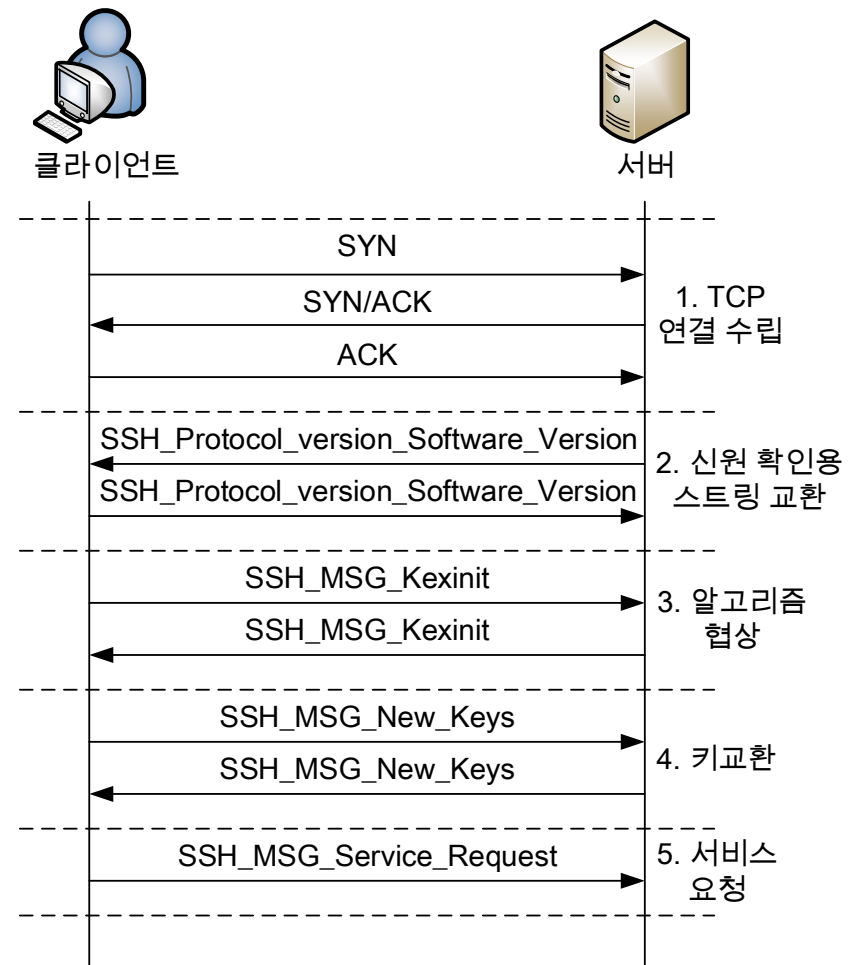 클라이언트
서버
SYN
SYN/ACK
ACK
1. TCP
연결 수립
SSH_Protocol_version_Software_Version
SSH_Protocol_version_Software_Version
2. 신원 확인용
스트링 교환
SSH_MSG_Kexinit
SSH_MSG_Kexinit
3. 알고리즘
협상
SSH_MSG_New_Keys
SSH_MSG_New_Keys
4. 키교환
SSH_MSG_Service_Request
5. 서비스
요청